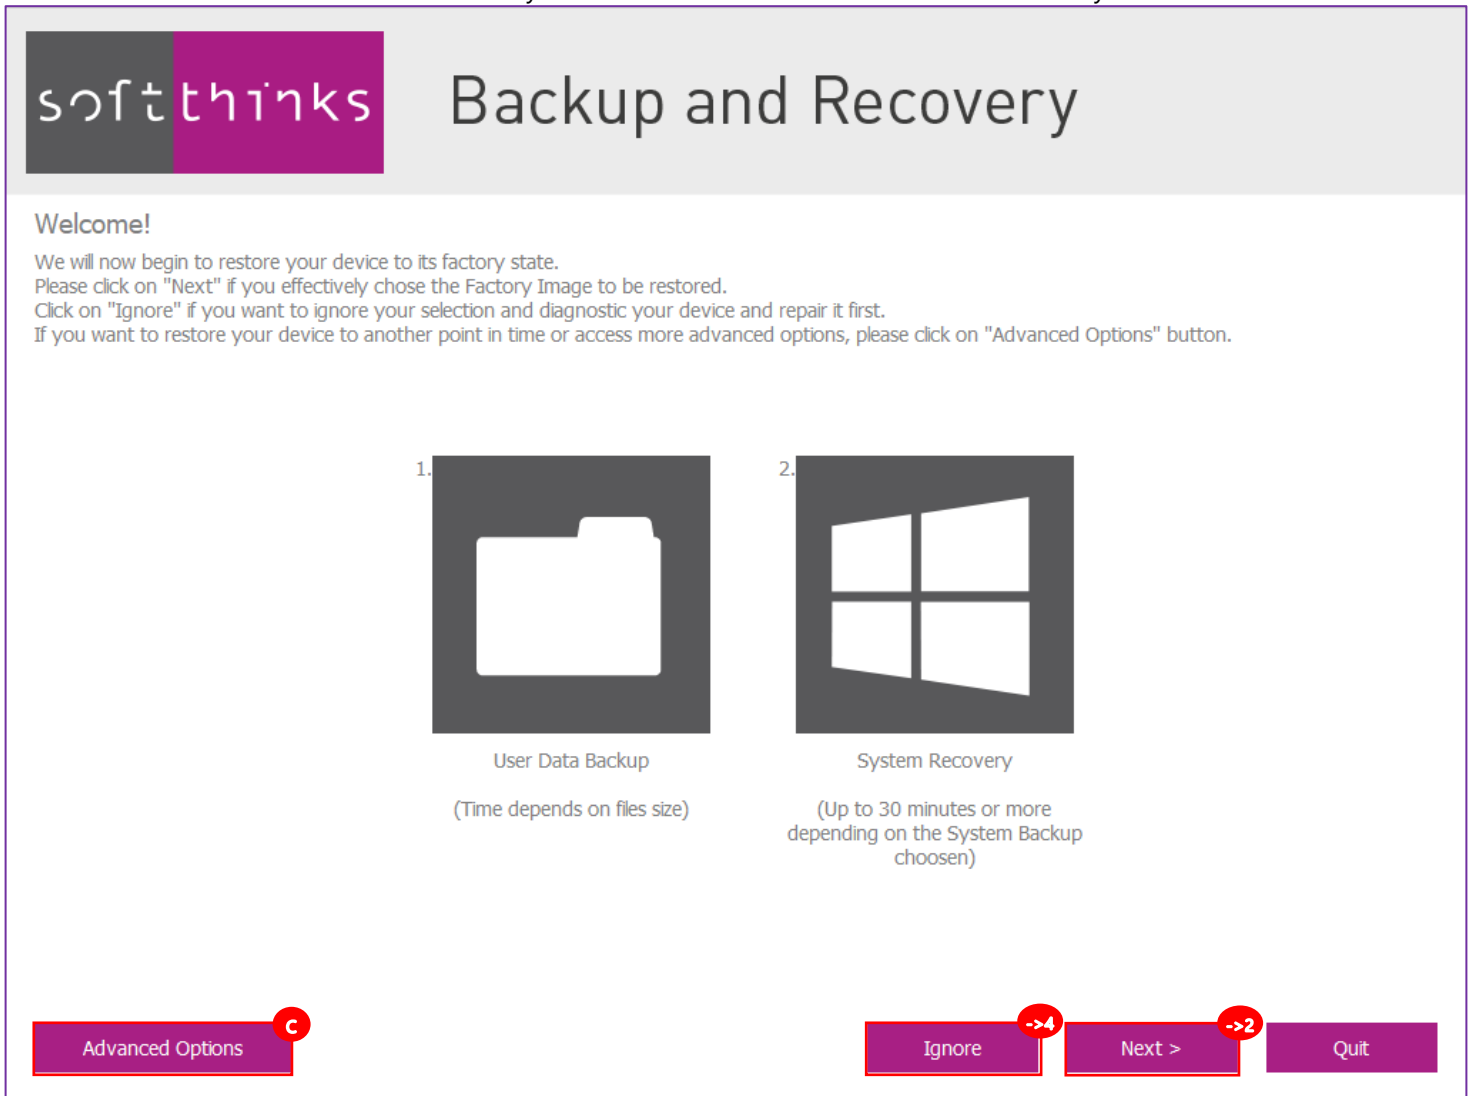 softthinks
Backup and Recovery
Welcome!
We will now begin to restore your device to its factory state.
Please click on "Next" if you effectively chose the Factory Image to be restored.
Click on "Ignore" if you want to ignore your selection and diagnostic your device and repair it first.
If you want to restore your device to another point in time or access more advanced options, please click on "Advanced Options" button.
1.
2.
User Data Backup
System Recovery
(Time depends on files size)
(Up to 30 minutes or more
depending on the System Backup
choosen)
C
->4
->2
Advanced Options
Ignore
Next >
Quit